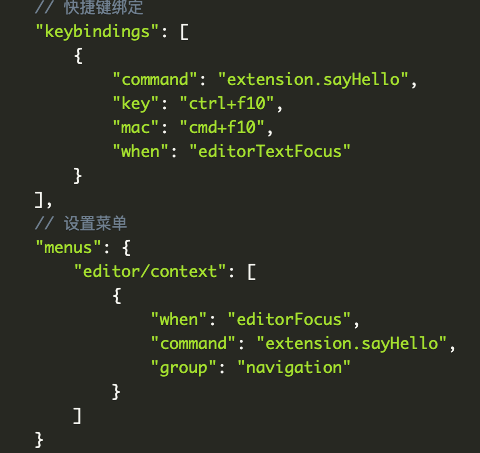 // 快捷键绑定
"keybindings": [
{
"command": "extension.sayHello",
"key": "ctrl+f10",
"mac": "cmd+f10",
"when": "editorTextFocus"
}
],
// 设置菜单
"menus": {
"editor/context": [
{
"when": "editorFocus",
"command": "extension.sayHello",
"group": "navigation"
}
]
}